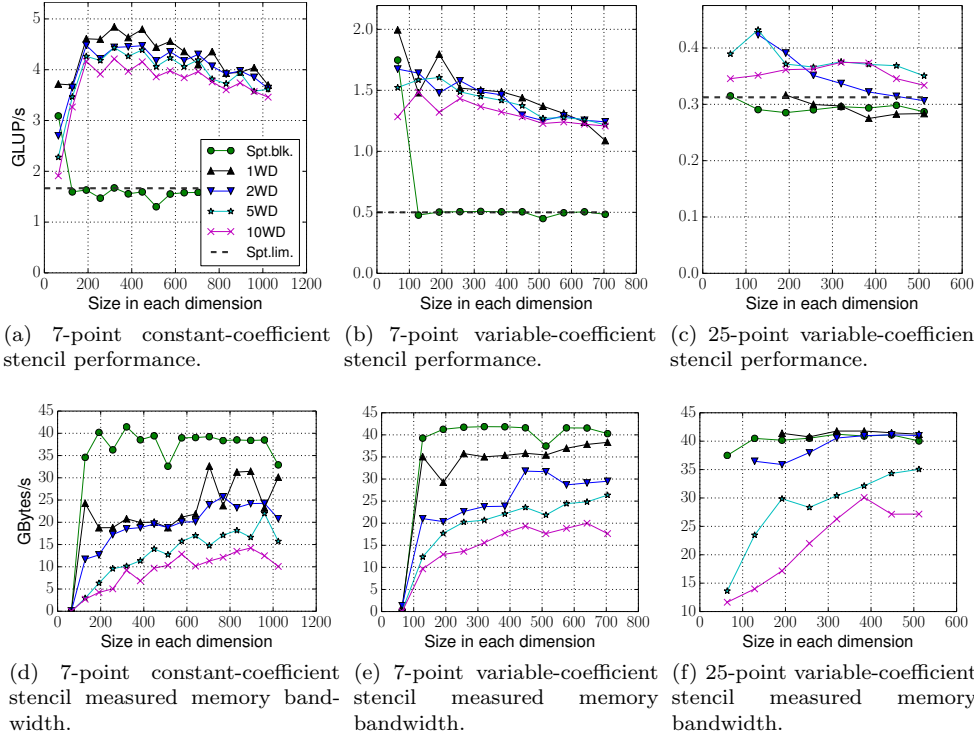 GLUP/s
5
4
3
2
1
0
0 200 400 600 800 1000 1200
Size in each dimension
Spt.blk.
1WD
2WD
5WD
10WD
Spt.lim.
(a) 7-point constant-coefficient
stencil performance.
2.0
1.5
1.0
0.5
0.0
0 100 200 300 400 500 600 700 800
Size in each dimension
(b) 7-point variable-coefficient
stencil performance.
0.4
0.3
0.3
0.1
0.0
0 100 200 300 400 500 600
Size in each dimension
(c) 25-point variable-coefficien
stencil performance.
GBytes/s
45
40
35
30
25
20
15
10
5
0
0 200 400 600 800 1000 1200
Size in each dimension
(d) 7-point constant-coefficient
stencil measured memory band-
width.
45
40
35
30
25
20
15
10
5
0
0 100 200 300 400 500 600 700 800
Size in each dimension
(e) 7-point variable-coefficient
stencil measured memory
bandwidth.
45
40
35
30
25
20
15
10
0 100 200 300 400 500 600
Size in each dimension
(f) 25-point variable-coefficient
stencil measured memory
bandwidth.